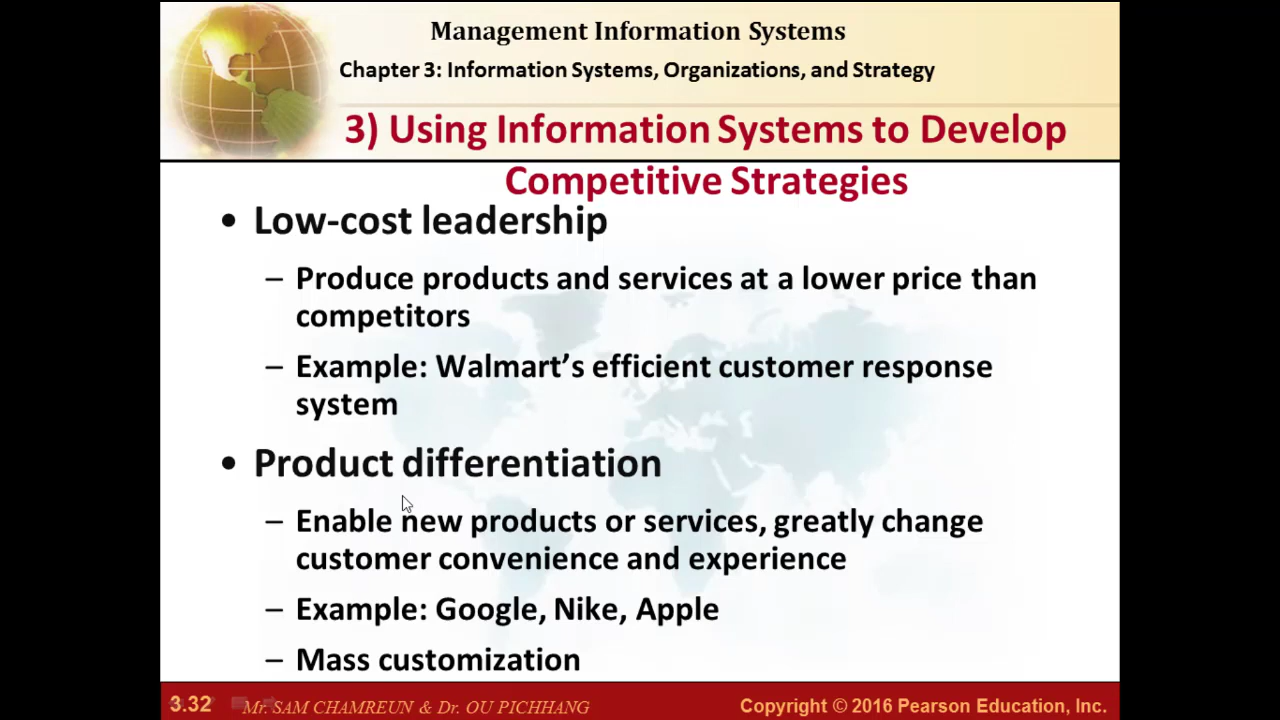 Management Information Systems
Chapter 3: Information Systems, Organizations, and Strategy
3) Using Information Systems to Develop
Competitive Strategies
• Low-cost leadership
– Produce products and services at a lower price than
competitors
– Example: Walmart’s efficient customer response
system
• Product differentiation
– Enable new products or services, greatly change
customer convenience and experience
– Example: Google, Nike, Apple
– Mass customization
3.32 Mr. SAM CHAMREUN & Dr. OU PICHHANG Copyright © 2016 Pearson Education, Inc.